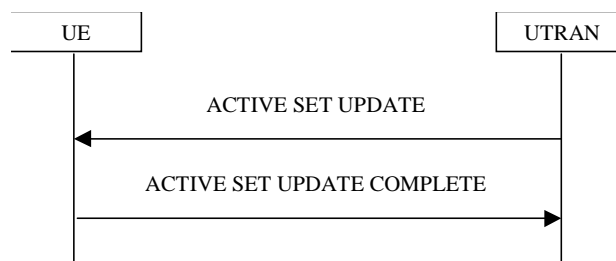 UE
UTRAN
ACTIVE SET UPDATE
ACTIVE SET UPDATE COMPLETE